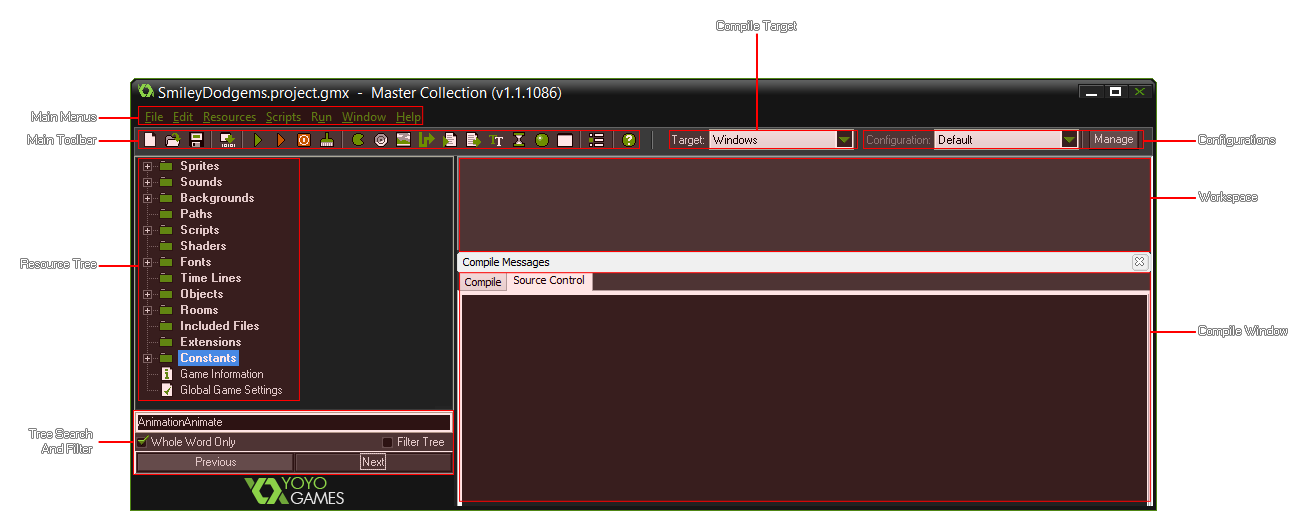 Compile Target
SmileyDodgems.project.gmx - Master Collection (v1.1.1086)
Main Menus
File Edit Resources Scripts Run Window Help
Main Toolbar
Target: Windows
Configuration: Default
Manage
Configurations
Sprites
Sounds
Backgrounds
Paths
Scripts
Shaders
Fonts
Time Lines
Objects
Rooms
Included Files
Extensions
Constants
Game Information
Global Game Settings
Resource Tree
Workspace
Compile Messages
Compile Source Control
Compile Window
AnimationAnimate
Whole Word Only Filter Tree
Previous Next
Tree Search
And Filter
YOYO
GAMES